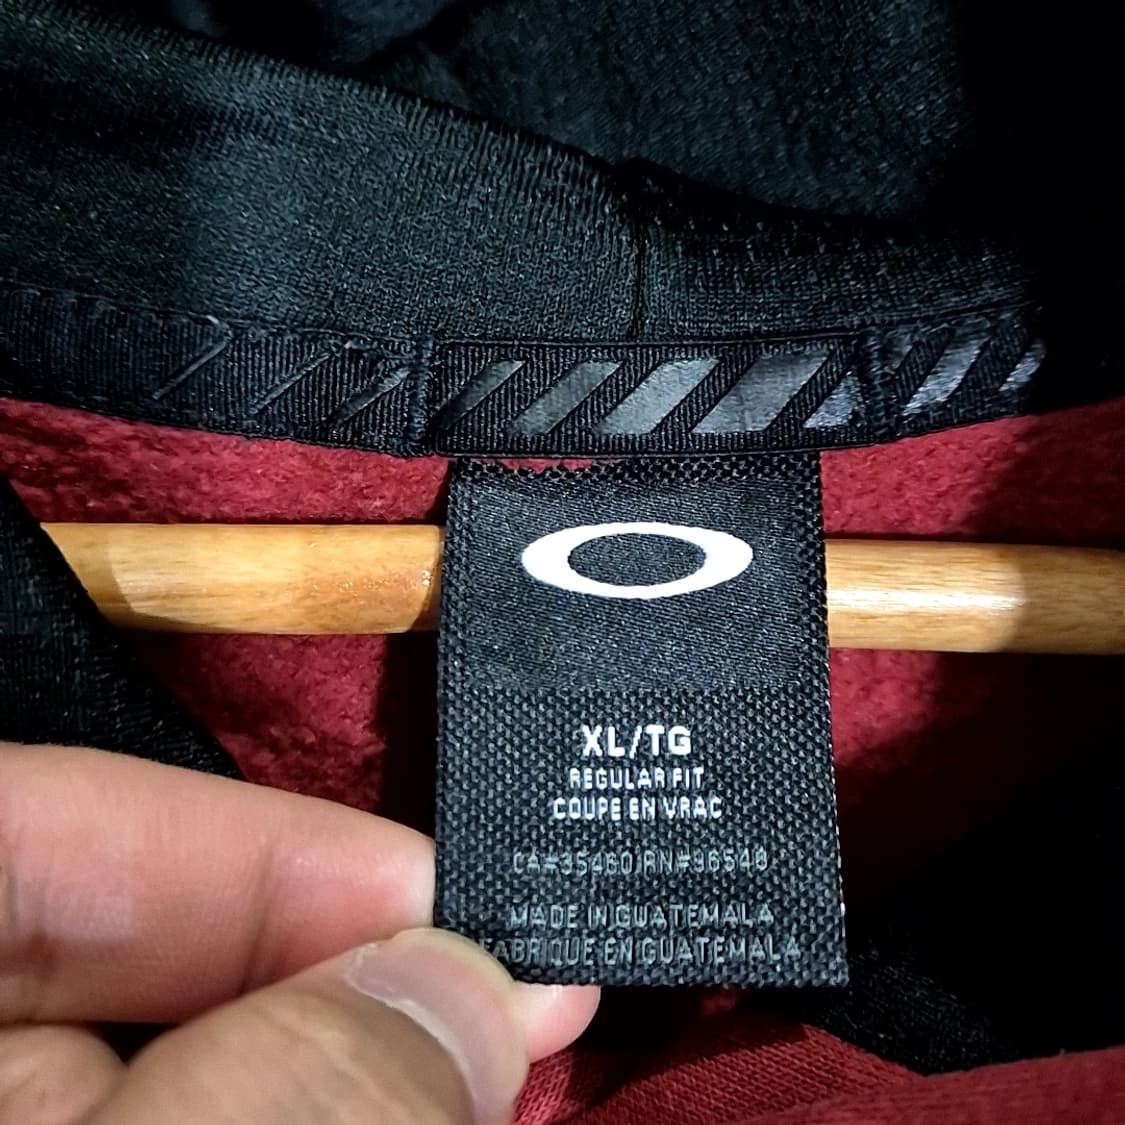 XL/TG
REGULAR FIT
COUPE EN VRAC
CA#35460 RN#96548
MADE IN GUATEMALA
FABRIQUE EN GUATEMALA